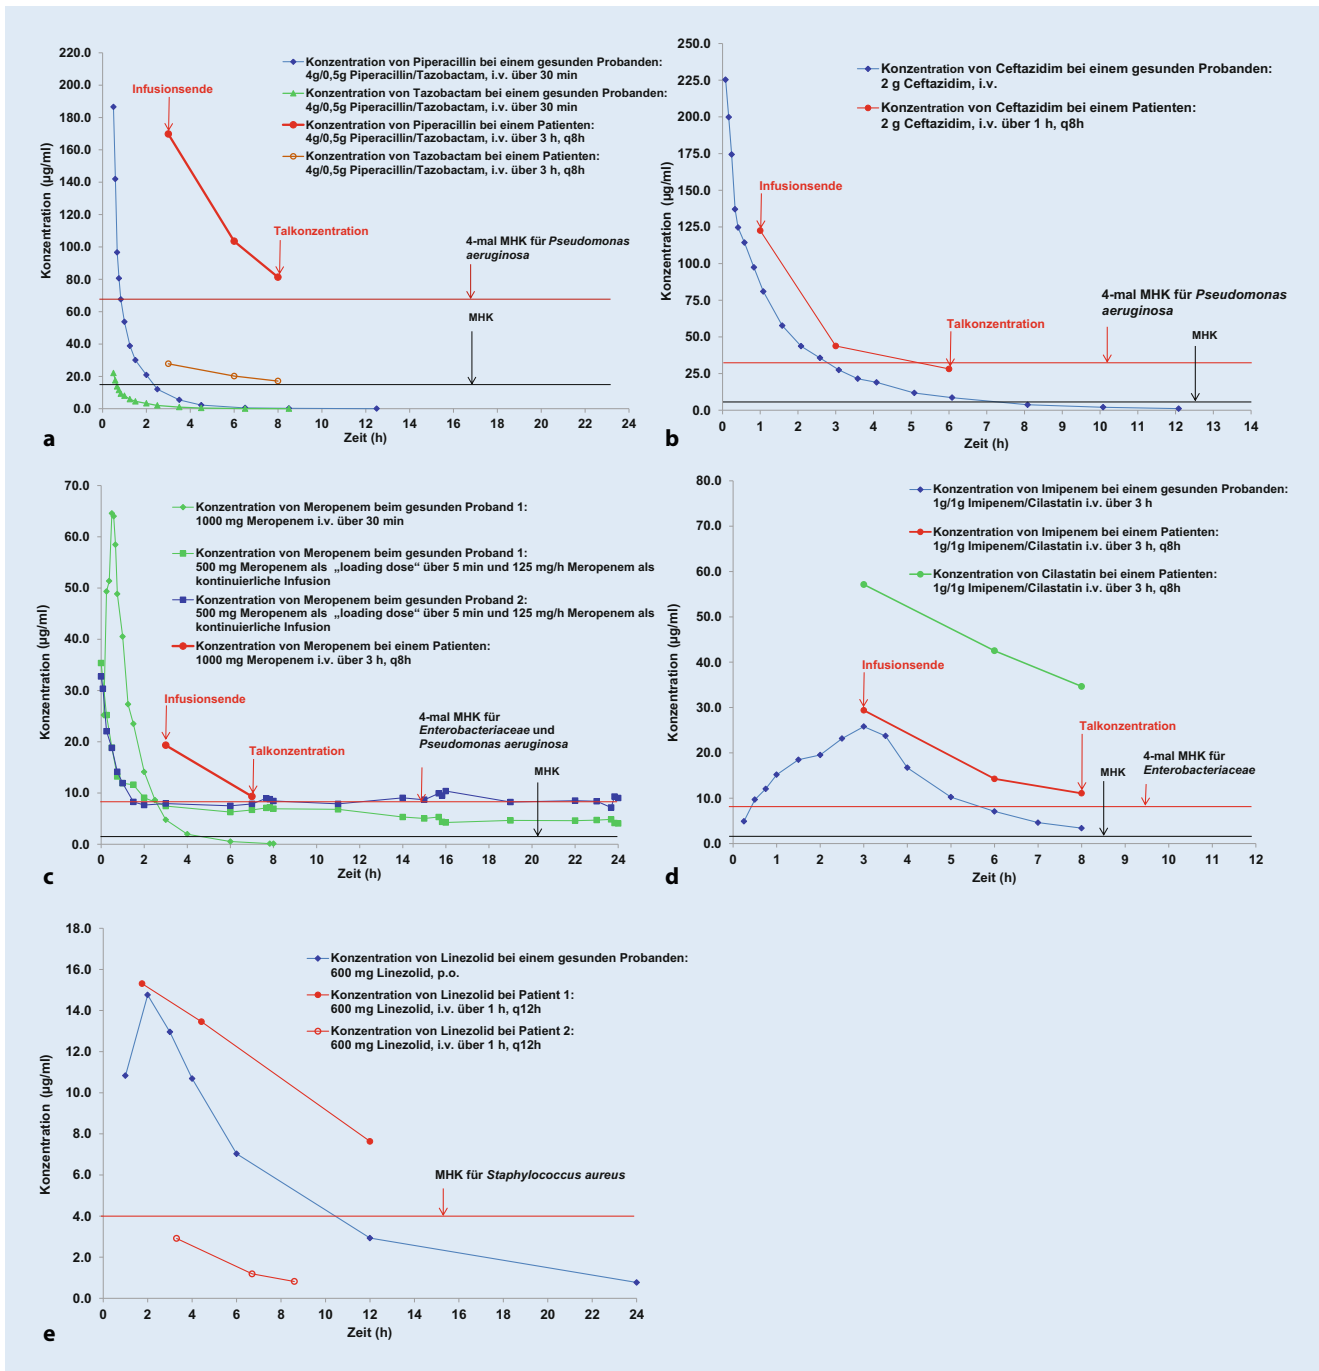 220.0
200.0
180.0
160.0
140.0
120.0
100.0
80.0
60.0
40.0
20.0
0.0
Konzentration (µg/ml)
Konzentration von Piperacillin bei einem gesunden Probanden:
4g/0,5g Piperacillin/Tazobactam, i.v. über 30 min
Konzentration von Tazobactam bei einem gesunden Probanden:
4g/0,5g Piperacillin/Tazobactam, i.v. über 30 min
Konzentration von Piperacillin bei einem Patienten:
4g/0,5g Piperacillin/Tazobactam, i.v. über 3 h, q8h
Konzentration von Tazobactam bei einem Patienten:
4g/0,5g Piperacillin/Tazobactam, i.v. über 3 h, q8h
Infusionsende
Talkonzentration
4-mal MHK für Pseudomonas
aeruginosa
MHK
0 2 4 6 8 10 12 14 16 18 20 22 24
Zeit (h)
a
250.0
225.0
200.0
175.0
150.0
125.0
100.0
75.0
50.0
25.0
0.0
Konzentration (µg/ml)
Konzentration von Ceftazidim bei einem gesunden Probanden:
2 g Ceftazidim, i.v.
Konzentration von Ceftazidim bei einem Patienten:
2 g Ceftazidim, i.v. über 1 h, q8h
Infusionsende
Talkonzentration
4-mal MHK für Pseudomonas
aeruginosa
MHK
0 1 2 3 4 5 6 7 8 9 10 11 12 13 14
Zeit (h)
b
70.0
60.0
50.0
40.0
30.0
20.0
10.0
0.0
Konzentration (µg/ml)
Konzentration von Meropenem beim gesunden Proband 1:
1000 mg Meropenem i.v. über 30 min
Konzentration von Meropenem beim gesunden Proband 1:
500 mg Meropenem als „loading dose“ über 5 min und 125 mg/h Meropenem als
kontinuierliche Infusion
Konzentration von Meropenem beim gesunden Proband 2:
500 mg Meropenem als „loading dose“ über 5 min und 125 mg/h Meropenem als
kontinuierliche Infusion
Konzentration von Meropenem bei einem Patienten:
1000 mg Meropenem i.v. über 3 h, q8h
Infusionsende
Talkonzentration
4-mal MHK für
Enterobacteriaceae und
Pseudomonas aeruginosa
MHK
0 2 4 6 8 10 12 14 16 18 20 22 24
Zeit (h)
c
80.0
70.0
60.0
50.0
40.0
30.0
20.0
10.0
0.0
Konzentration (µg/ml)
Konzentration von Imipenem bei einem gesunden Probanden:
1g/1g Imipenem/Cilastatin i.v. über 3 h
Konzentration von Imipenem bei einem Patienten:
1g/1g Imipenem/Cilastatin i.v. über 3 h, q8h
Konzentration von Cilastatin bei einem Patienten:
1g/1g Imipenem/Cilastatin i.v. über 3 h, q8h
Infusionsende
Talkonzentration
MHK
4-mal MHK für
Enterobacteriaceae
0 1 2 3 4 5 6 7 8 9 10 11 12
Zeit (h)
d
18.0
16.0
14.0
12.0
10.0
8.0
6.0
4.0
2.0
0.0
Konzentration (µg/ml)
Konzentration von Linezolid bei einem gesunden Probanden:
600 mg Linezolid, p.o.
Konzentration von Linezolid bei Patient 1:
600 mg Linezolid, i.v. über 1 h, q12h
Konzentration von Linezolid bei Patient 2:
600 mg Linezolid, i.v. über 1 h, q12h
MHK für Staphylococcus aureus
0 2 4 6 8 10 12 14 16 18 20 22 24
Zeit (h)
e